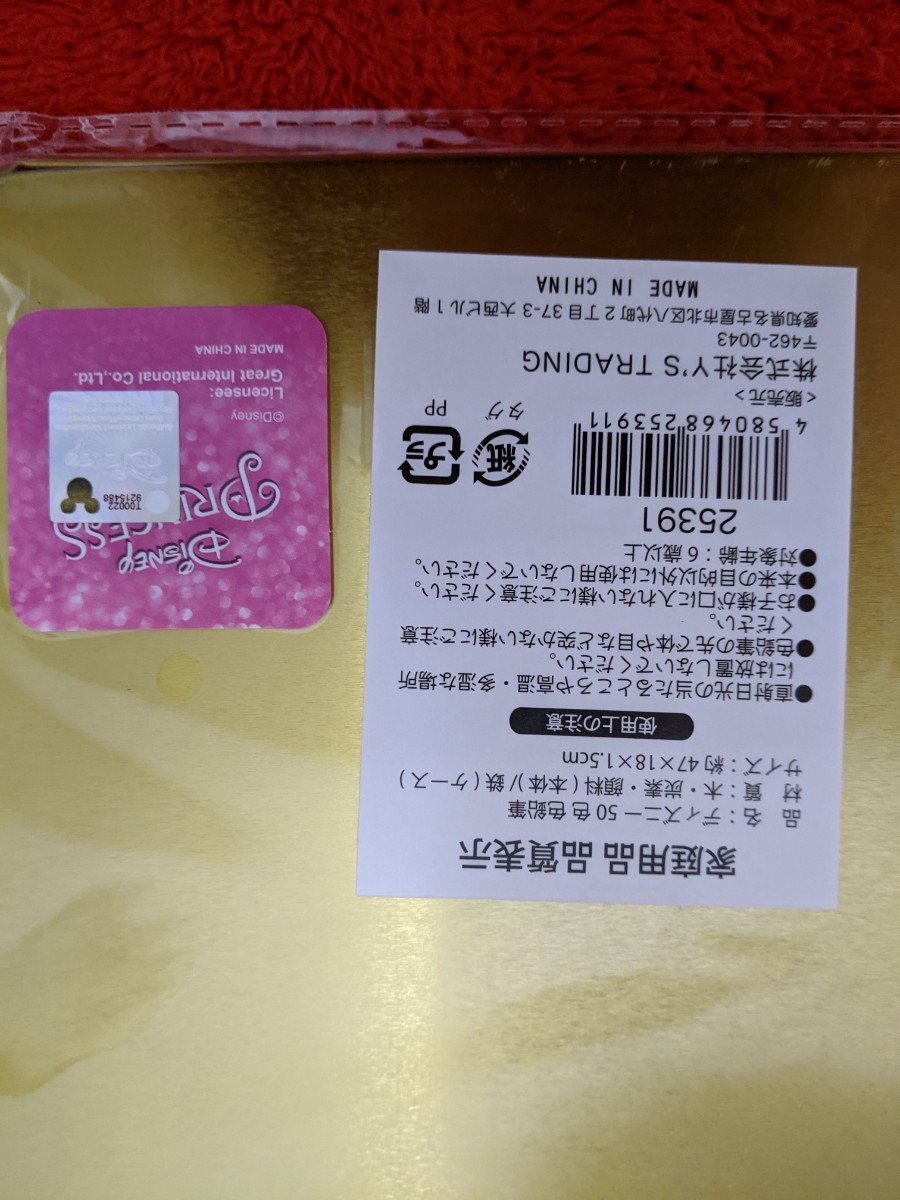 家庭用品 品質表示
品 名：ディズニー 50色色鉛筆
材 質：木・炭素・顔料(本体)/ 鉄(ケース)
サイズ：約47×18×1.5cm
使用上の注意
●直射日光の当たるところや高温・多湿な場所
には放置しないでください。
●色鉛筆の先で体や目など突かない様にご注意
ください。
●お子様が口に入れない様にご注意ください。
●本来の目的以外には使用しないでください。
●対象年齢：6歳以上
25391
4 580468 253911
紙
タグ
プラ
PP
<販売元>
株式会社Y'S TRADING
〒462-0043
愛知県名古屋市北区八代町2丁目37-3 大西ビル1階
MADE IN CHINA
Disney
PRINCESS
T00022
9215488
©Disney
Licensee:
Great International Co.,Ltd.
MADE IN CHINA